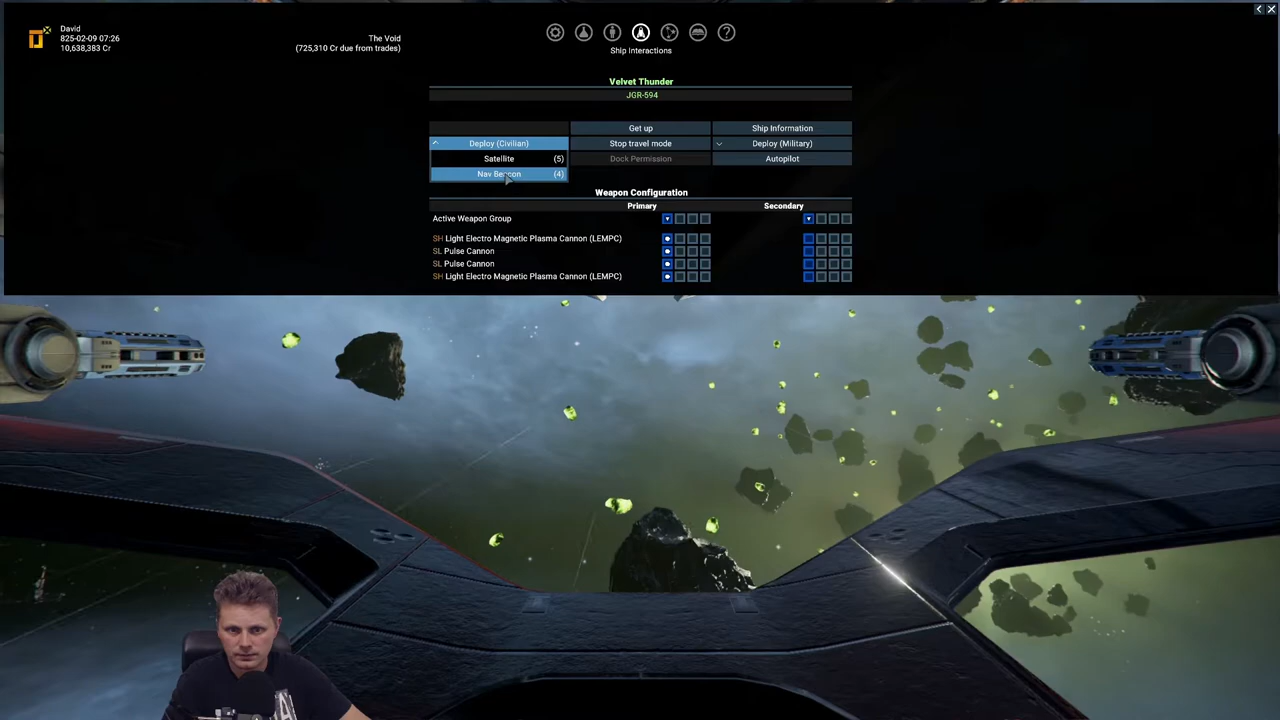 David
825-02-09 07:26
10,638,383 Cr
The Void
(725,310 Cr due from trades)
Ship Interactions
Velvet Thunder
JGR-594
Get up
Ship Information
Deploy (Civilian)
Stop travel mode
Deploy (Military)
Satellite (5)
Dock Permission
Autopilot
Nav Beacon (4)
Weapon Configuration
Primary
Secondary
Active Weapon Group
SH Light Electro Magnetic Plasma Cannon (LEMPC)
SL Pulse Cannon
SL Pulse Cannon
SH Light Electro Magnetic Plasma Cannon (LEMPC)